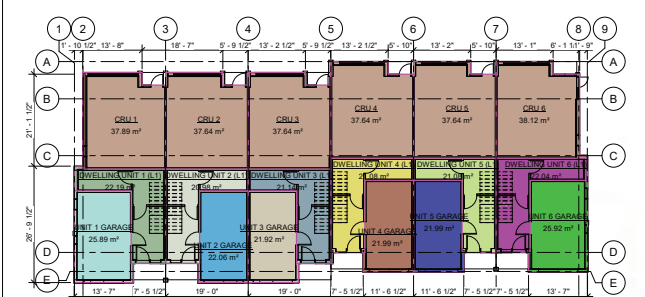 1 2 3 4 5 6 7 8 9
1' - 10 1/2" 13' - 8" 18' - 7" 5' - 9 1/2" 13' - 2 1/2" 5' - 9 1/2" 13' - 2 1/2" 5' - 10" 13' - 2" 5' - 10" 13' - 1"
A A
B B
21' - 1 1/2"
CRU 1 CRU 2 CRU 3 CRU 4 CRU 5 CRU 6
37.89 m² 37.64 m² 37.64 m² 37.64 m² 37.64 m² 38.12 m²
C C
DWELLING UNIT 1 (L1) DWELLING UNIT 2 (L1) DWELLING UNIT 3 (L1) DWELLING UNIT 4 (L1) DWELLING UNIT 5 (L1) DWELLING UNIT 6 (L1)
22.19 m² 20.98 m² 21.14 m² 21.08 m² 21.09 m² 22.04 m²
26' - 9 1/2"
UNIT 1 GARAGE UNIT 2 GARAGE UNIT 3 GARAGE UNIT 4 GARAGE UNIT 5 GARAGE UNIT 6 GARAGE
25.89 m² 22.06 m² 21.92 m² 21.99 m² 21.99 m² 25.92 m²
D D
E E
13' - 7" 7' - 5 1/2" 19' - 0" 19' - 0" 7' - 5 1/2" 11' - 6 1/2" 11' - 6 1/2" 7' - 5 1/2" 7' - 5 1/2" 13' - 7"